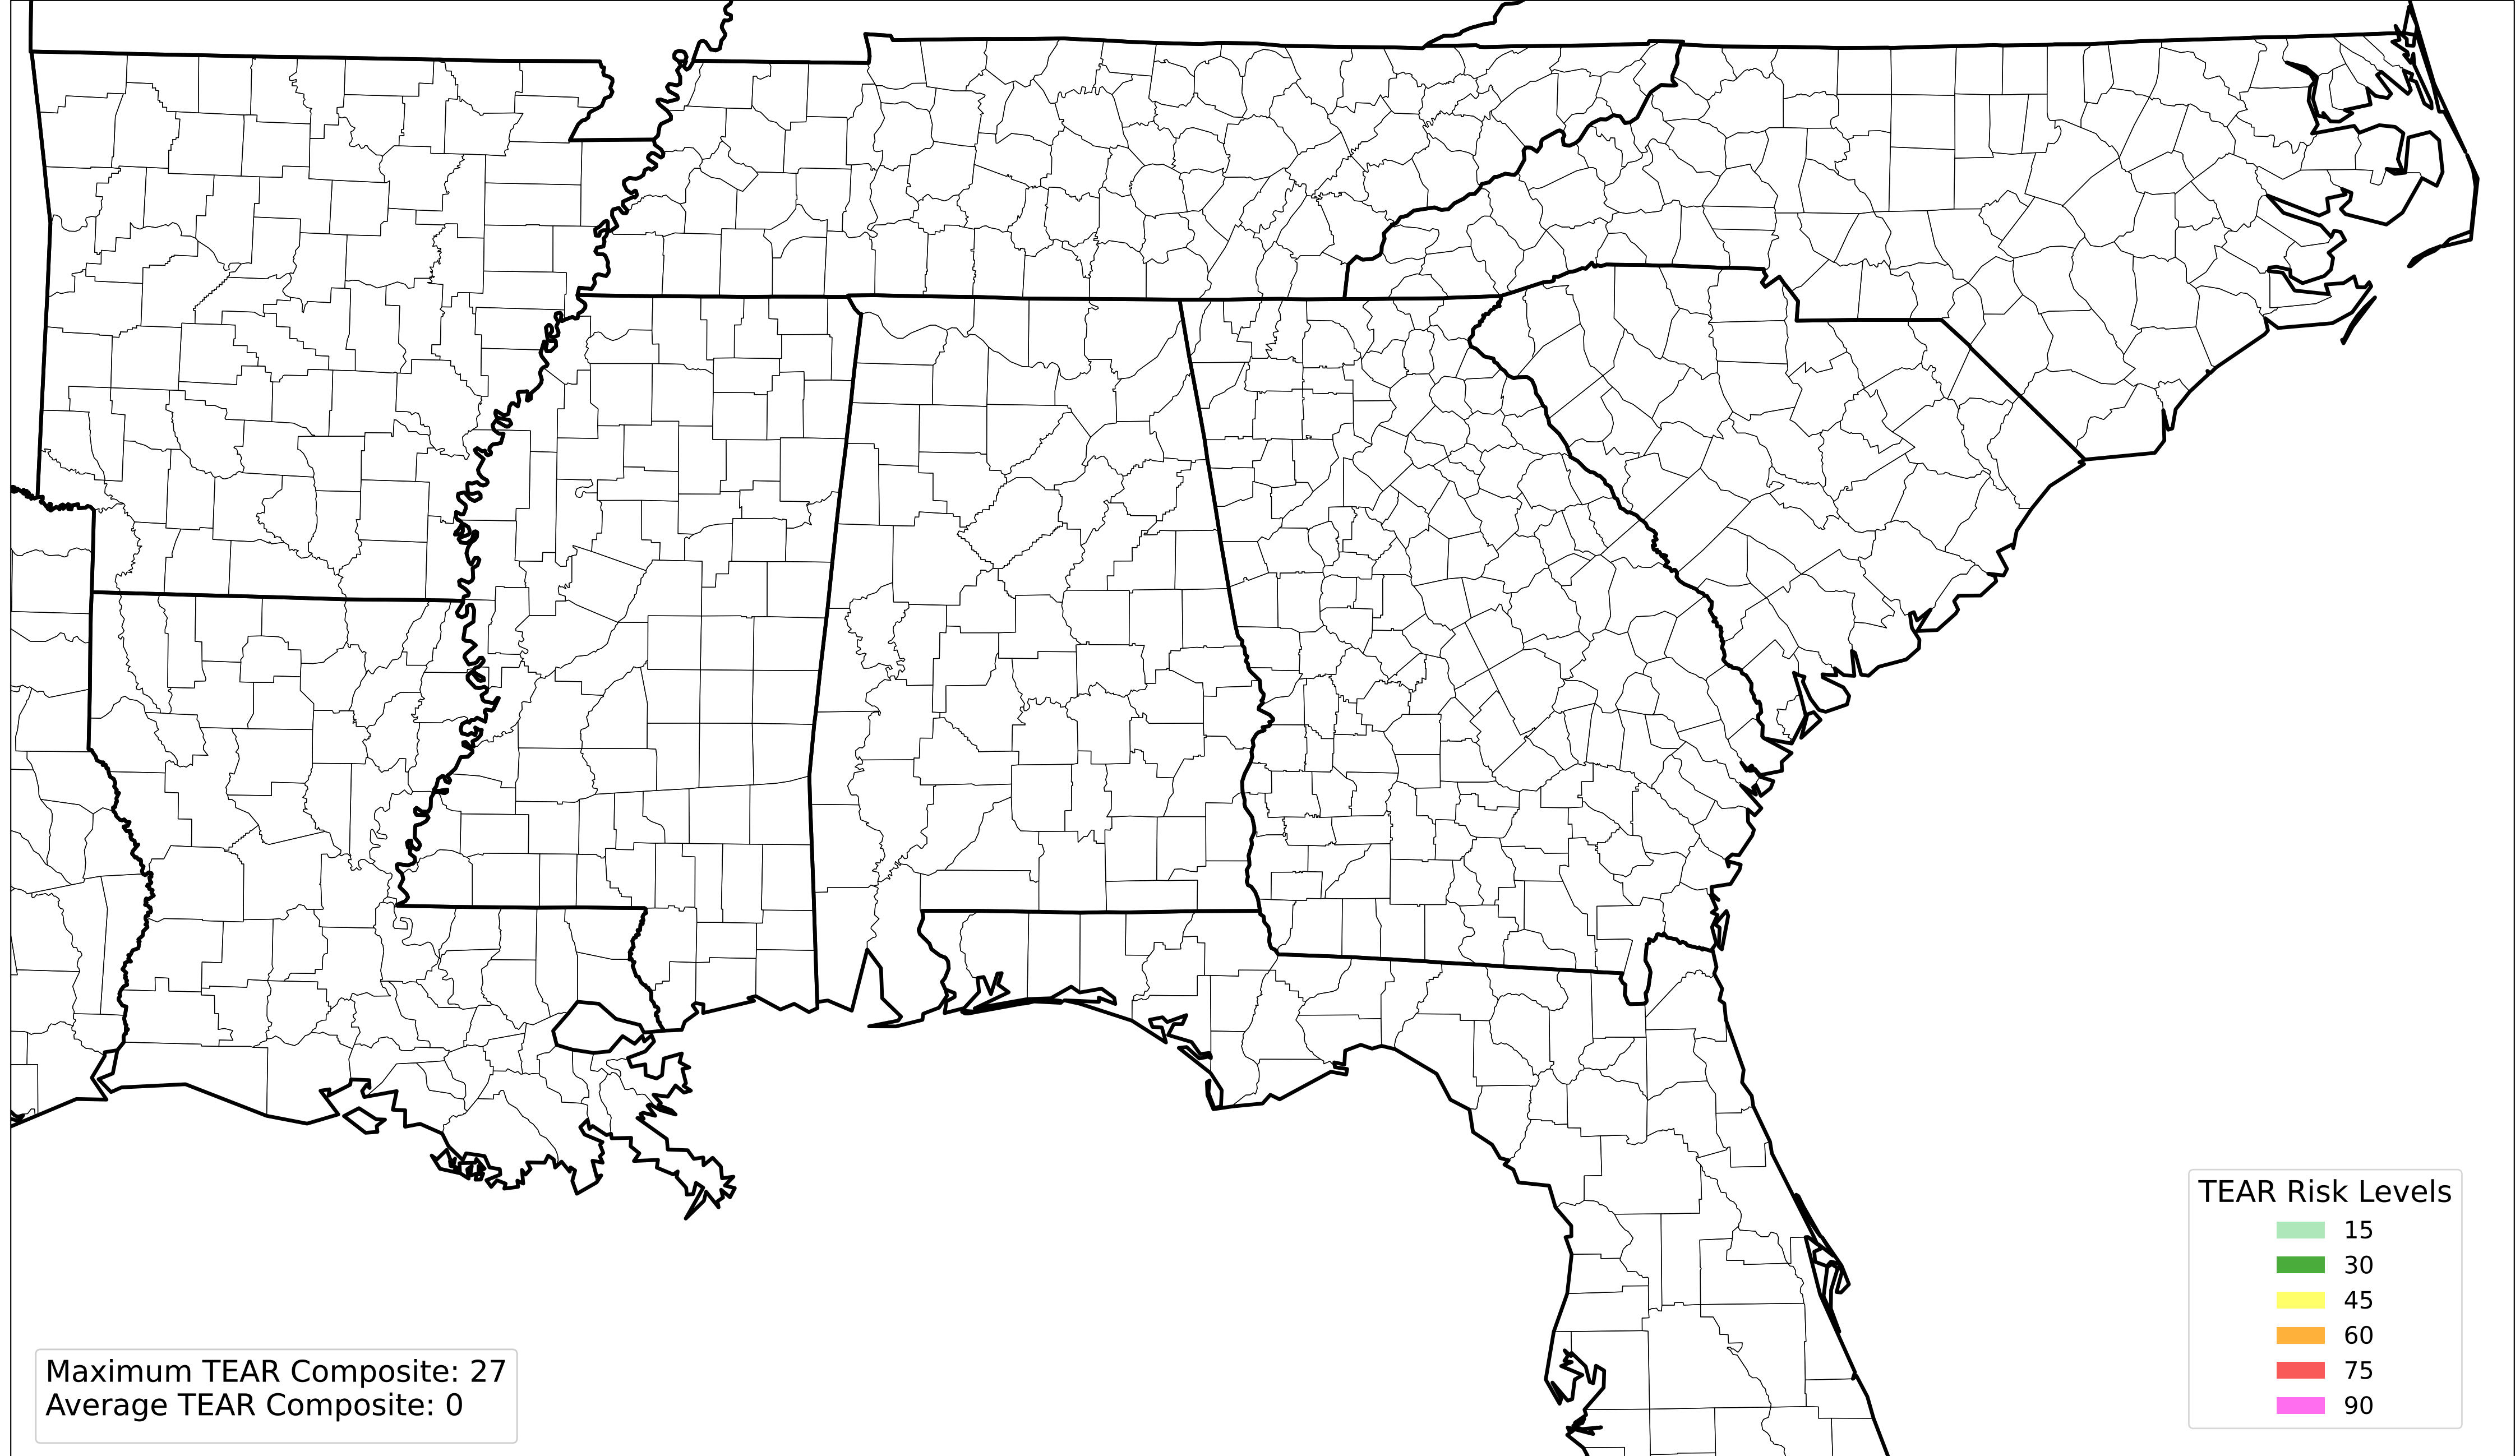 TEAR Risk Levels
15
30
45
60
75
90
Maximum TEAR Composite: 27
Average TEAR Composite: 0